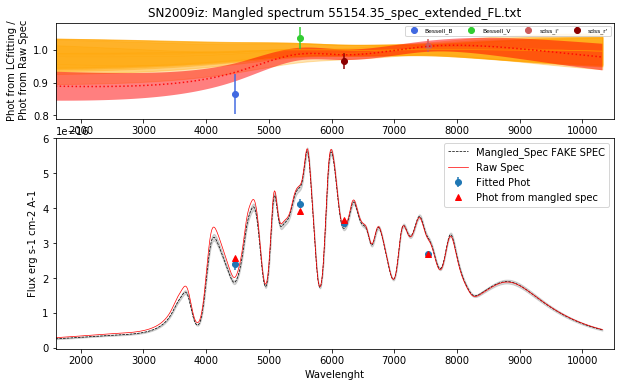 SN2009iz: Mangled spectrum 55154.35_spec_extended_FL.txt
Phot from LCfitting /
Phot from Raw Spec
1.0
0.9
0.8
Bessell_B
Bessell_V
sdss_i'
sdss_r'
2000 3000 4000 5000 6000 7000 8000 9000 10000
1e-16
Flux erg s-1 cm-2 A-1
6
5
4
3
2
1
0
Mangled_Spec FAKE SPEC
Raw Spec
Fitted Phot
Phot from mangled spec
2000 3000 4000 5000 6000 7000 8000 9000 10000
Wavelenght